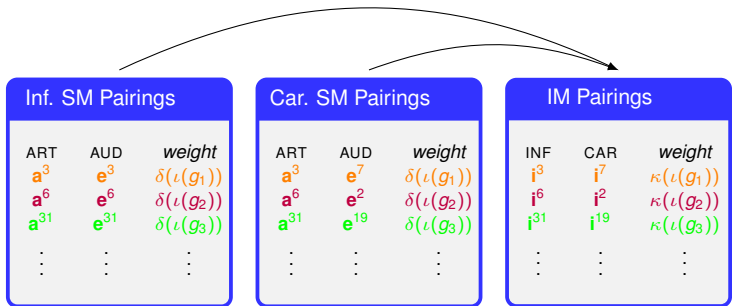 Inf. SM Pairings Car. SM Pairings IM Pairings
ART AUD weight ART AUD weight INF CAR weight
a³ e³ δ(ι(g₁)) a³ e⁷ δ(ι(g₁)) i³ i⁷ κ(ι(g₁))
a⁶ e⁶ δ(ι(g₂)) a⁶ e² δ(ι(g₂)) i⁶ i² κ(ι(g₂))
a³¹ e³¹ δ(ι(g₃)) a³¹ e¹⁹ δ(ι(g₃)) i³¹ i¹⁹ κ(ι(g₃))
⋮ ⋮ ⋮ ⋮ ⋮ ⋮ ⋮ ⋮ ⋮